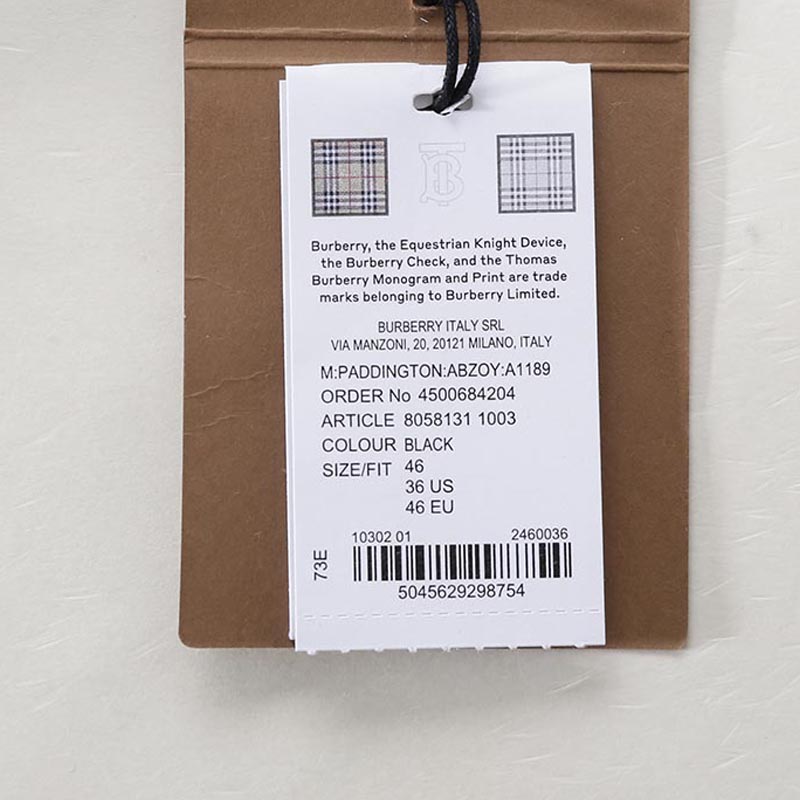 Burberry, the Equestrian Knight Device,
the Burberry Check, and the Thomas
Burberry Monogram and Print are trade
marks belonging to Burberry Limited.
BURBERRY ITALY SRL
VIA MANZONI, 20, 20121 MILANO, ITALY
M:PADDINGTON:ABZOY:A1189
ORDER No 4500684204
ARTICLE 8058131 1003
COLOUR BLACK
SIZE/FIT 46
36 US
46 EU
10302 01 2460036
73E
5045629298754